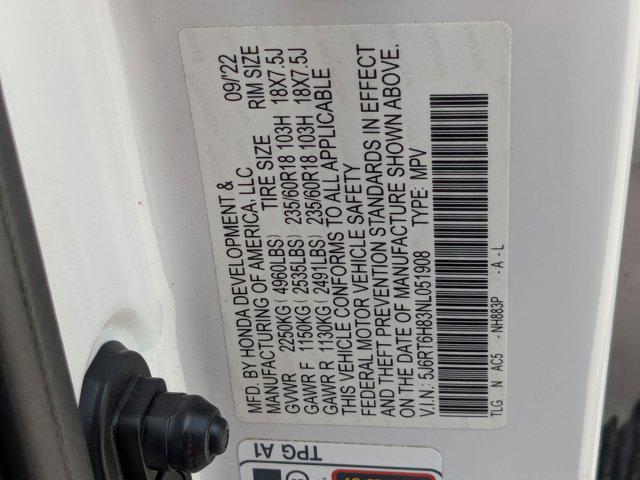 MFD. BY HONDA DEVELOPMENT &
MANUFACTURING OF AMERICA, LLC 09/22
TIRE SIZE RIM SIZE
GVWR 2250KG ( 4960LBS)
GAWR F 1150KG ( 2535LBS) 235/60R18 103H 18X7.5J
GAWR R 1130KG ( 2491LBS) 235/60R18 103H 18X7.5J
THIS VEHICLE CONFORMS TO ALL APPLICABLE
FEDERAL MOTOR VEHICLE SAFETY
AND THEFT PREVENTION STANDARDS IN EFFECT
ON THE DATE OF MANUFACTURE SHOWN ABOVE.
V.I.N: 5J8RT6H83NL051908 TYPE: MPV
TLG N AC5 - NH883P - A - L
TPG A1